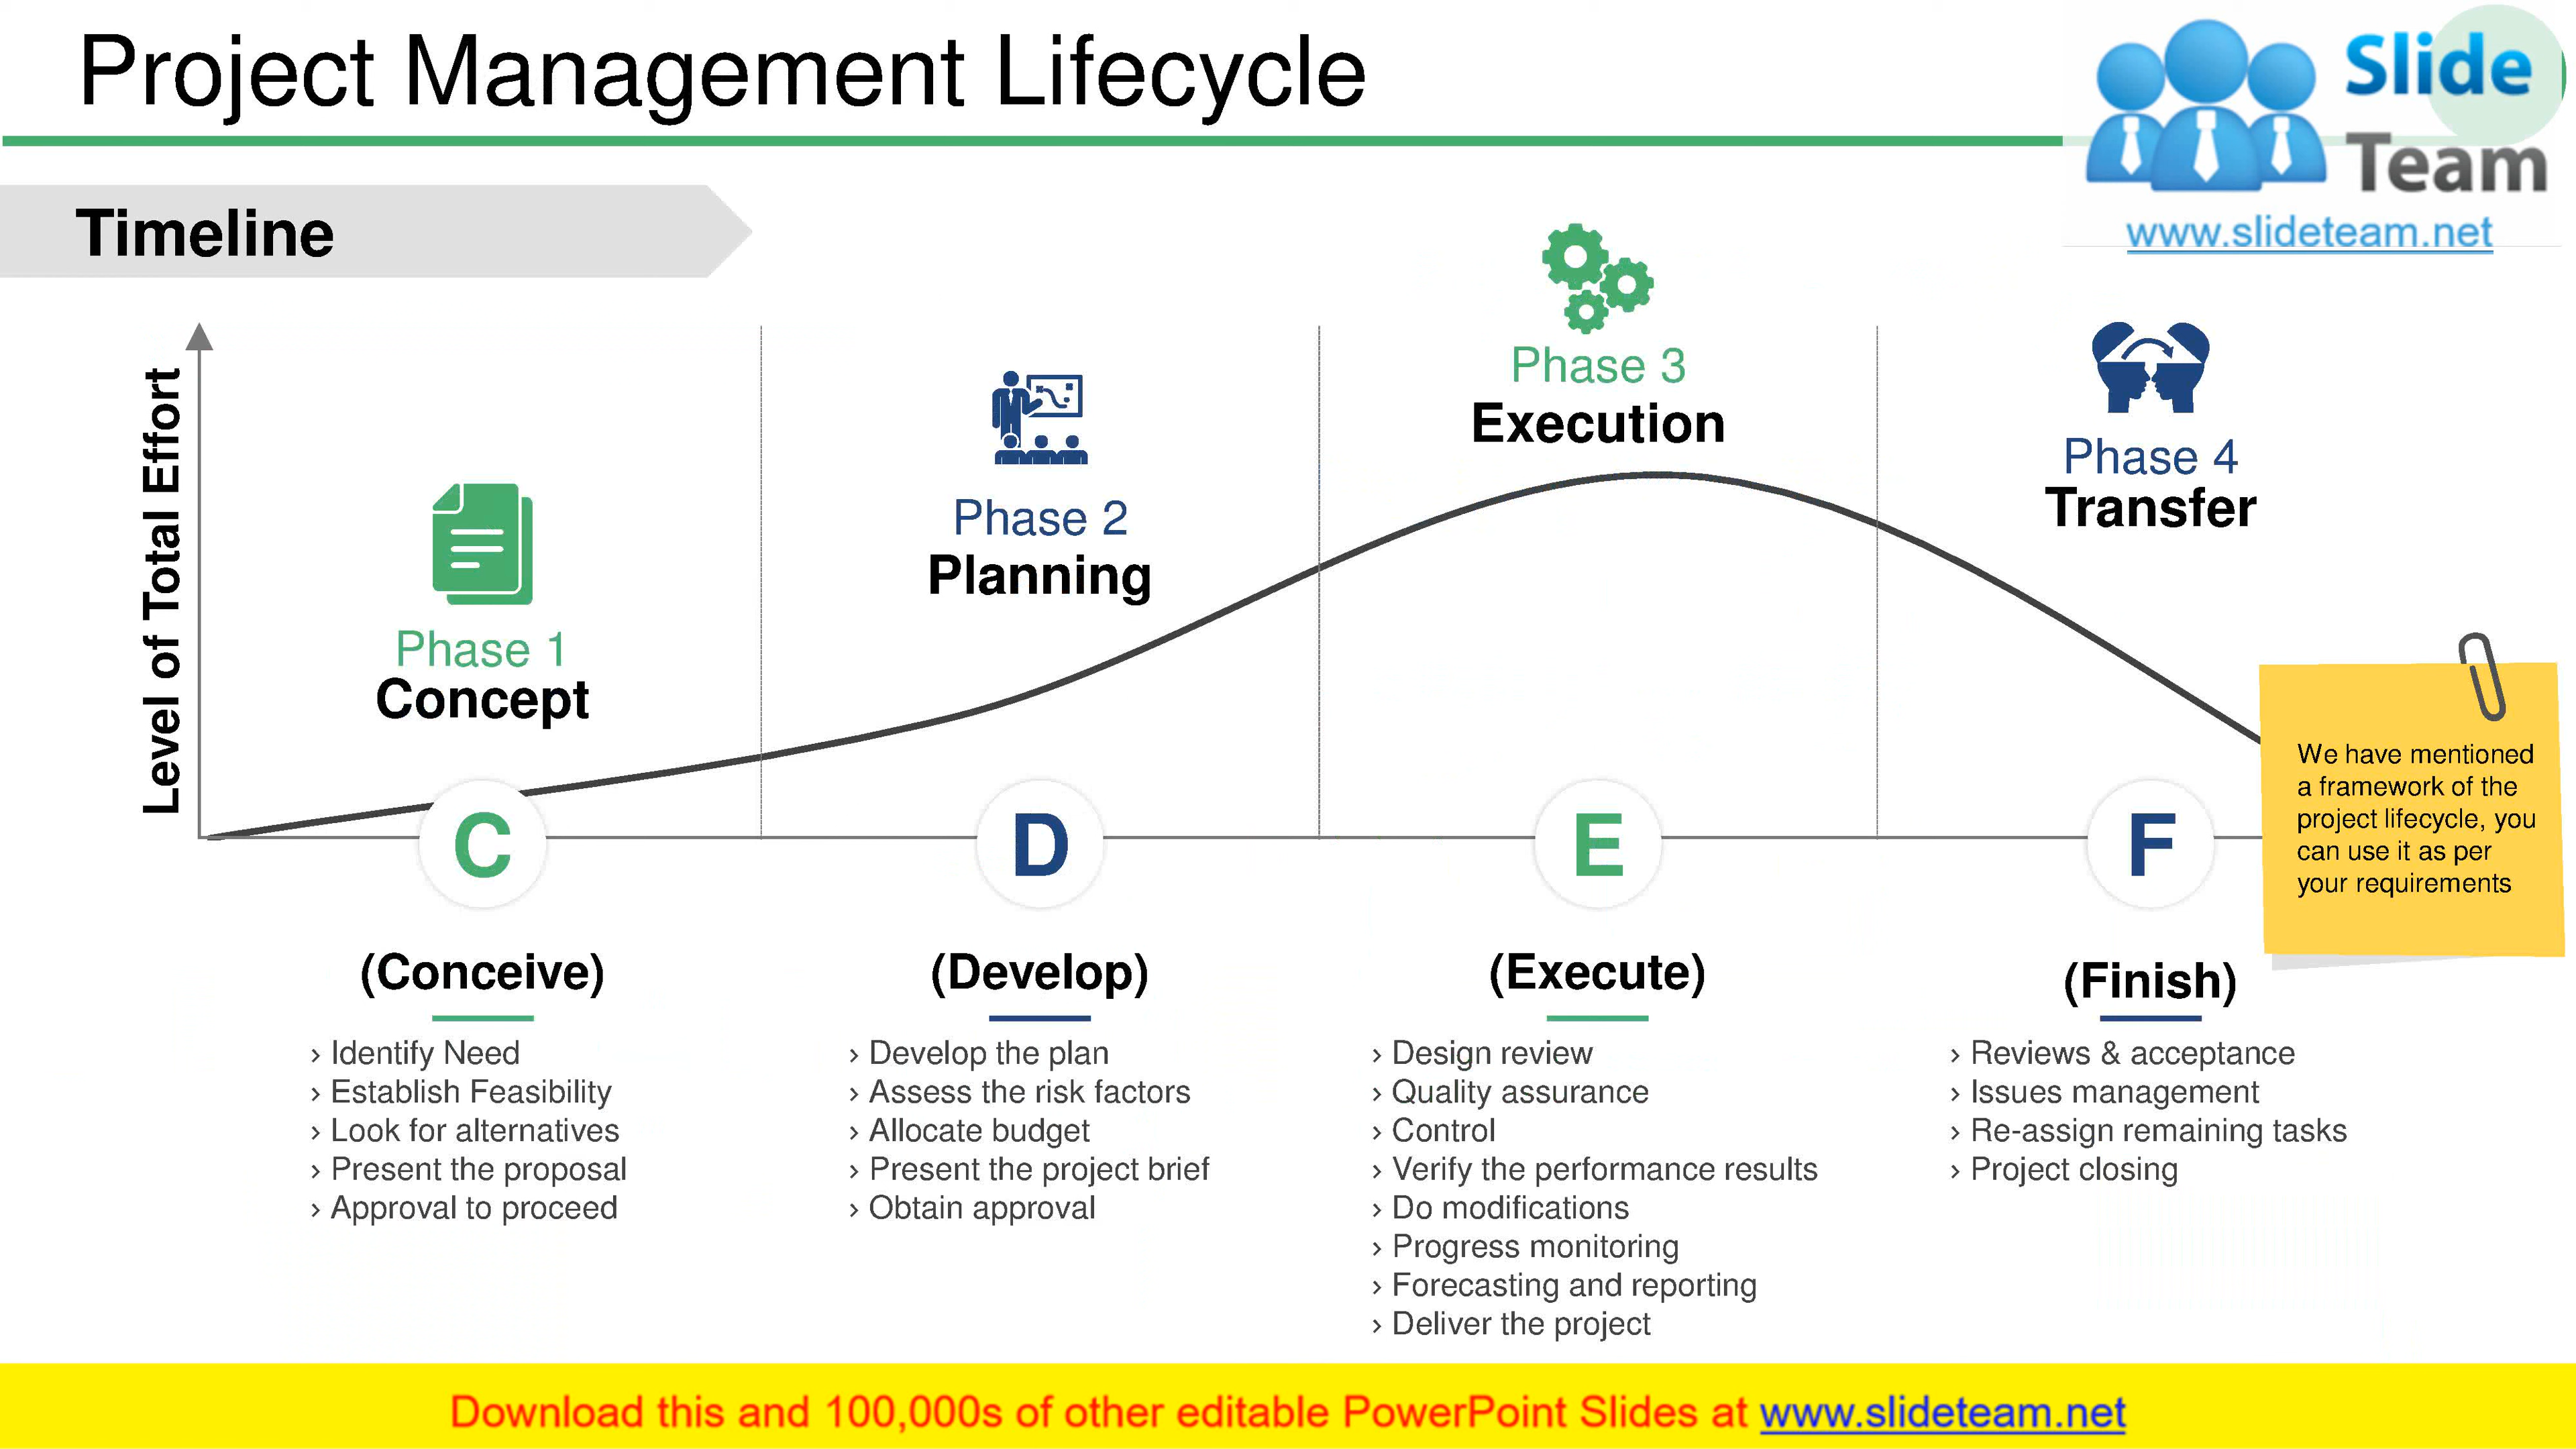 Project Management Lifecycle
Slide
Team
www.slideteam.net
Timeline
Level of Total Effort
Phase 1
Concept
Phase 2
Planning
Phase 3
Execution
Phase 4
Transfer
We have mentioned
a framework of the
project lifecycle, you
can use it as per
your requirements
C
D
E
F
(Conceive)
› Identify Need
› Establish Feasibility
› Look for alternatives
› Present the proposal
› Approval to proceed
(Develop)
› Develop the plan
› Assess the risk factors
› Allocate budget
› Present the project brief
› Obtain approval
(Execute)
› Design review
› Quality assurance
› Control
› Verify the performance results
› Do modifications
› Progress monitoring
› Forecasting and reporting
› Deliver the project
(Finish)
› Reviews & acceptance
› Issues management
› Re-assign remaining tasks
› Project closing
Download this and 100,000s of other editable PowerPoint Slides at www.slideteam.net